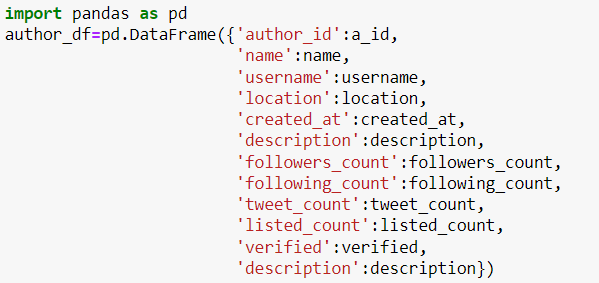 import pandas as pd
author_df=pd.DataFrame({'author_id':a_id,
'name':name,
'username':username,
'location':location,
'created_at':created_at,
'description':description,
'followers_count':followers_count,
'following_count':following_count,
'tweet_count':tweet_count,
'listed_count':listed_count,
'verified':verified,
'description':description})